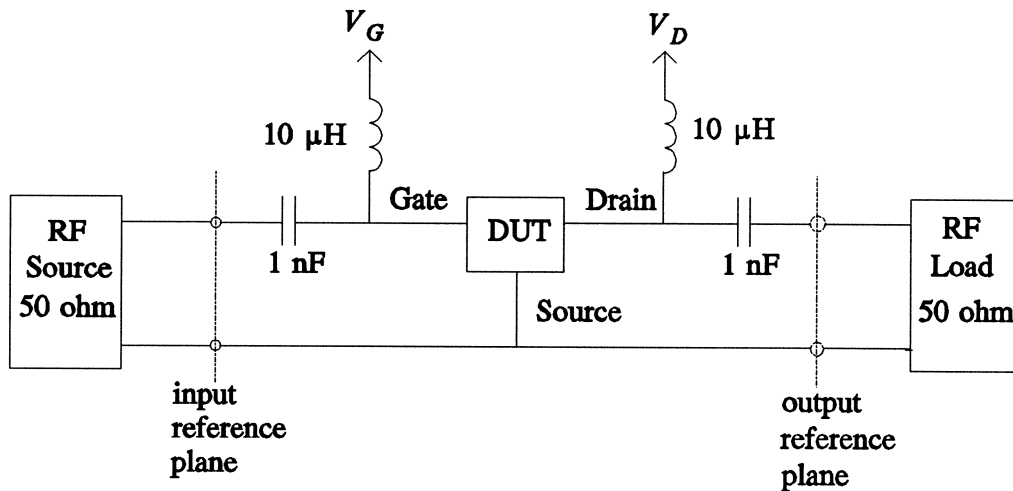 V_G
V_D
10 μH
10 μH
Gate
Drain
RF
Source
50 ohm
DUT
RF
Load
50 ohm
1 nF
1 nF
Source
input
reference
plane
output
reference
plane